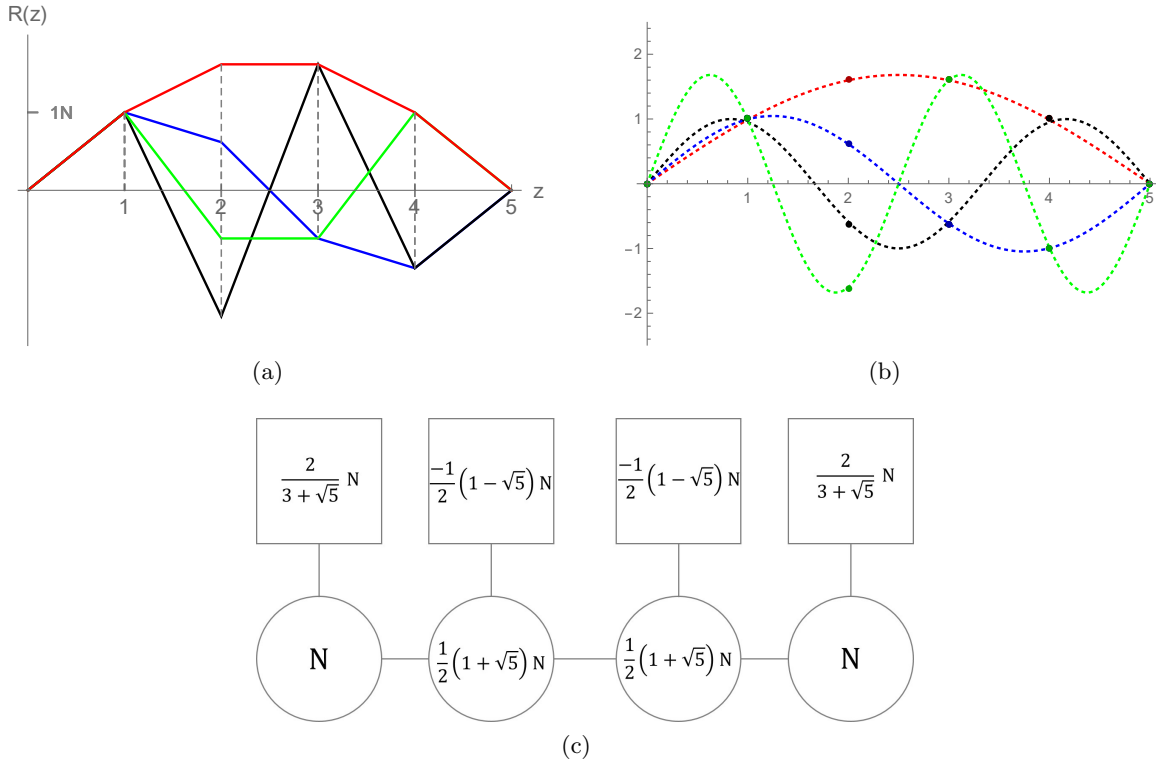 R(z)
1N
1 2 3 4 5 z
(a)
2
1
−1
−2
1 2 3 4 5
(b)
2/(3 + √5) N
−1/2 (1 − √5) N
−1/2 (1 − √5) N
2/(3 + √5) N
N
1/2 (1 + √5) N
1/2 (1 + √5) N
N
(c)